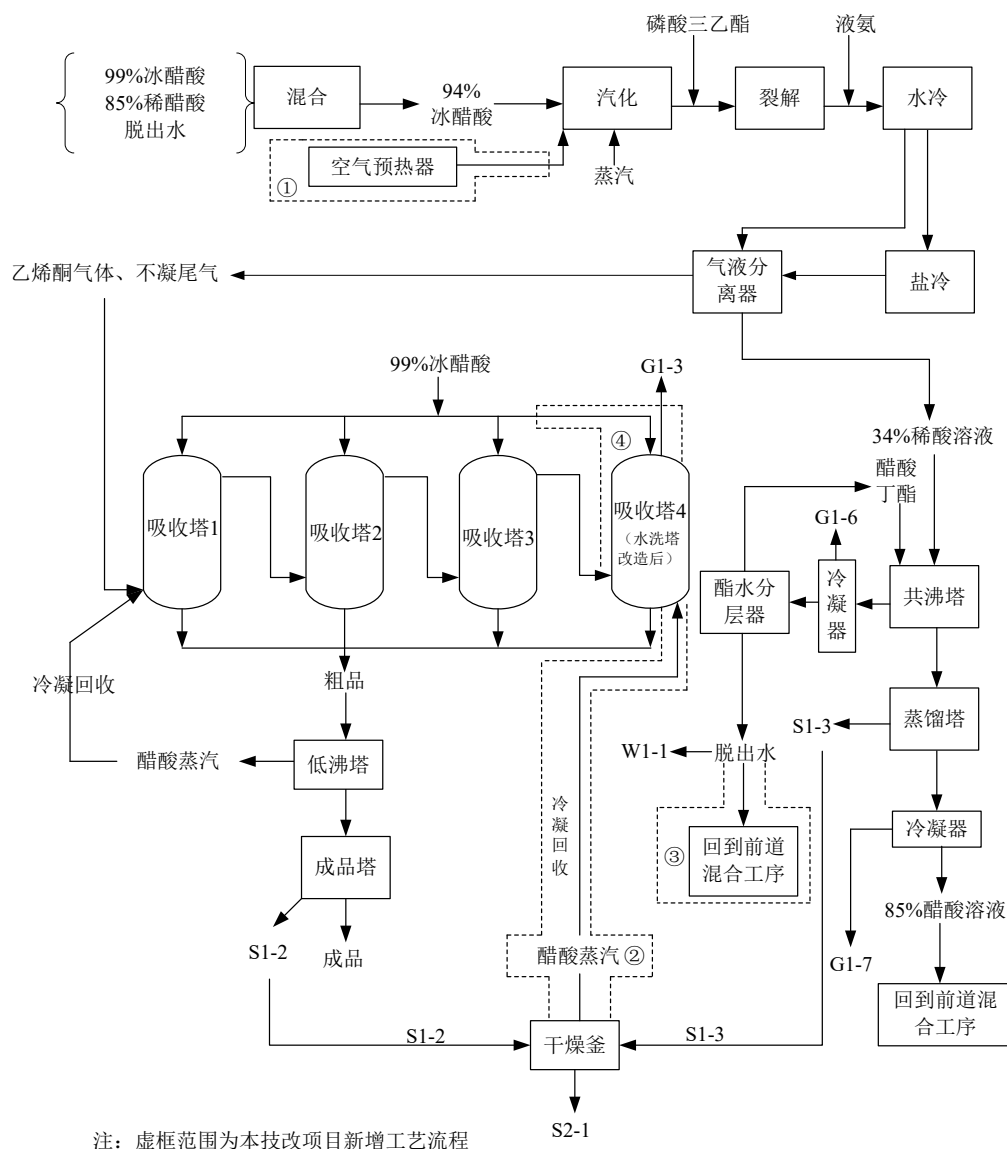 磷酸三乙酯
液氨
99%冰醋酸
85%稀醋酸
脱出水
混合
94%
冰醋酸
汽化
裂解
水冷
空气预热器
①
蒸汽
乙烯酮气体、不凝尾气
气液分
离器
盐冷
99%冰醋酸
G1-3
④
34%稀酸溶液
醋酸
丁酯
G1-6
吸收塔1
吸收塔2
吸收塔3
吸收塔4
（水洗塔
改造后）
酯水分
层器
冷
凝
器
共沸塔
冷凝回收
粗品
蒸馏塔
S1-3
W1-1
脱出水
醋酸蒸汽
低沸塔
冷
凝
回
收
冷凝器
③
回到前道
混合工序
成品塔
85%醋酸溶液
S1-2
成品
醋酸蒸汽②
G1-7
回到前道混
合工序
S1-2
干燥釜
S1-3
S2-1
注：虚框范围为本技改项目新增工艺流程